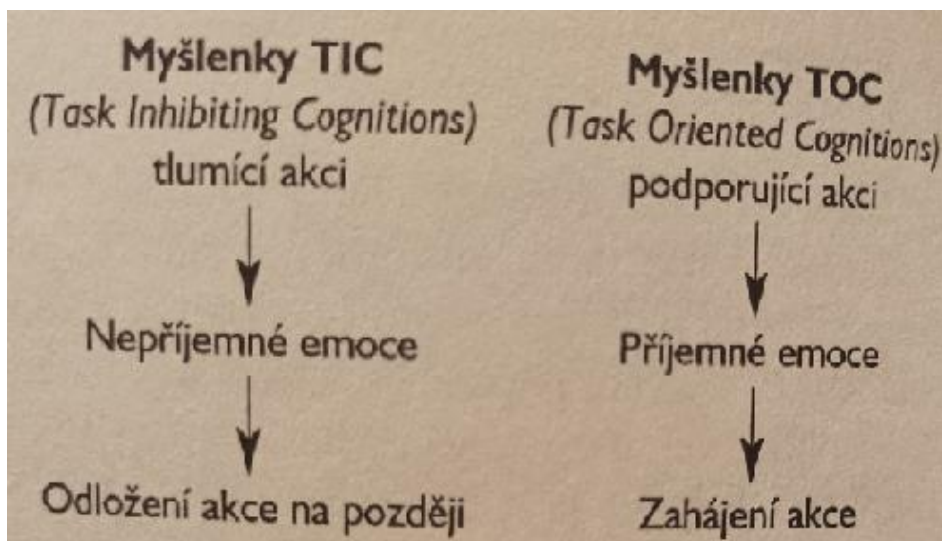 Myšlenky TIC
(Task Inhibiting Cognitions)
tlumící akci
Nepříjemné emoce
Odložení akce na později
Myšlenky TOC
(Task Oriented Cognitions)
podporující akci
Příjemné emoce
Zahájení akce